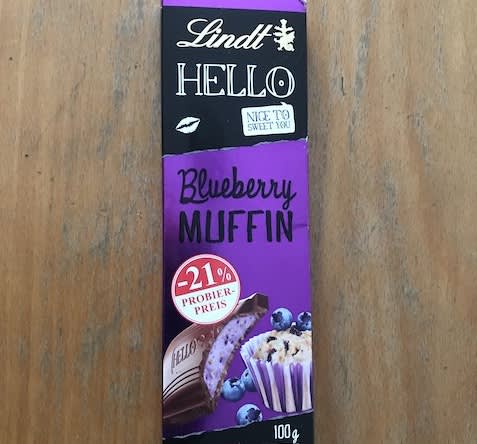 Lindt
HELLO
NICE TO
SWEET YOU
Blueberry
MUFFIN
-21%
PROBIER-
PREIS
HELLO
100g